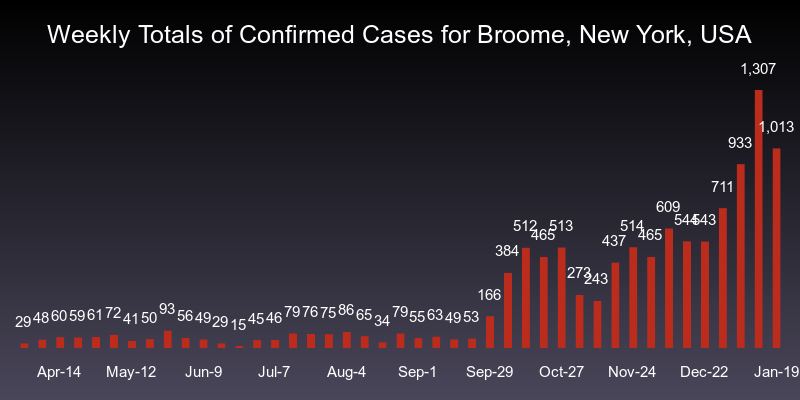 Weekly Totals of Confirmed Cases for Broome, New York, USA
29 48 60 59 61 72 41 50 93 56 49 29 15 45 46 79 76 75 86 65 34 79 55 63 49 53 166 384 512 465 513 273 243 437 514 465 609 544 543 711 933 1,307 1,013
Apr-14 May-12 Jun-9 Jul-7 Aug-4 Sep-1 Sep-29 Oct-27 Nov-24 Dec-22 Jan-19